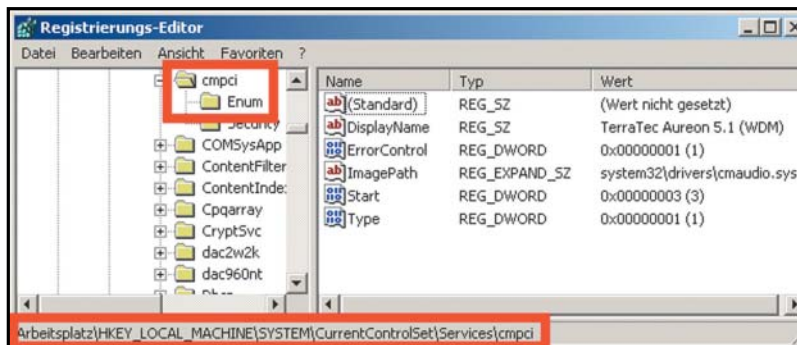 Registrierungs-Editor
Datei Bearbeiten Ansicht Favoriten ?
cmpci
Enum
Security
COMSysApp
ContentFilter
ContentInde
Cpqarray
CryptSvc
dac2w2k
dac960nt
Name Typ Wert
(Standard) REG_SZ (Wert nicht gesetzt)
DisplayName REG_SZ TerraTec Aureon 5.1 (WDM)
ErrorControl REG_DWORD 0x00000001 (1)
ImagePath REG_EXPAND_SZ system32\drivers\cmaudio.sys
Start REG_DWORD 0x00000003 (3)
Type REG_DWORD 0x00000001 (1)
Arbeitsplatz\HKEY_LOCAL_MACHINE\SYSTEM\CurrentControlSet\Services\cmpci